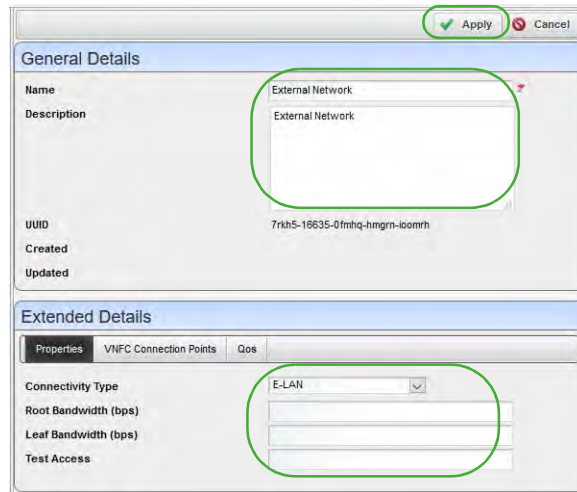 Apply Cancel
General Details
Name External Network
Description External Network
UUID 7rkh5-16635-0fmhq-hmgrn-ioomrh
Created
Updated
Extended Details
Properties VNFC Connection Points Qos
Connectivity Type E-LAN
Root Bandwidth (bps)
Leaf Bandwidth (bps)
Test Access